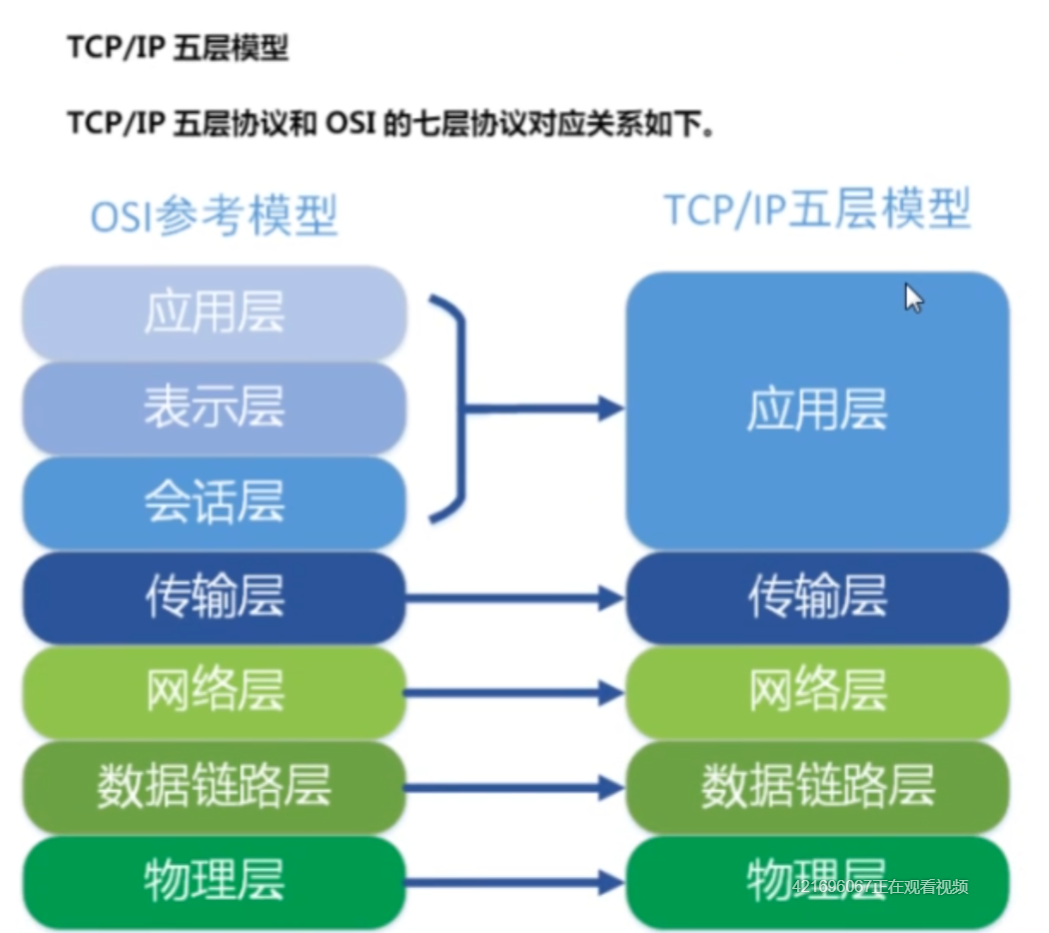 TCP/IP 五层模型
TCP/IP 五层协议和 OSI 的七层协议对应关系如下。
OSI参考模型
TCP/IP五层模型
应用层
表示层
会话层
传输层
网络层
数据链路层
物理层
应用层
传输层
网络层
数据链路层
物理层
421696067正在观看视频